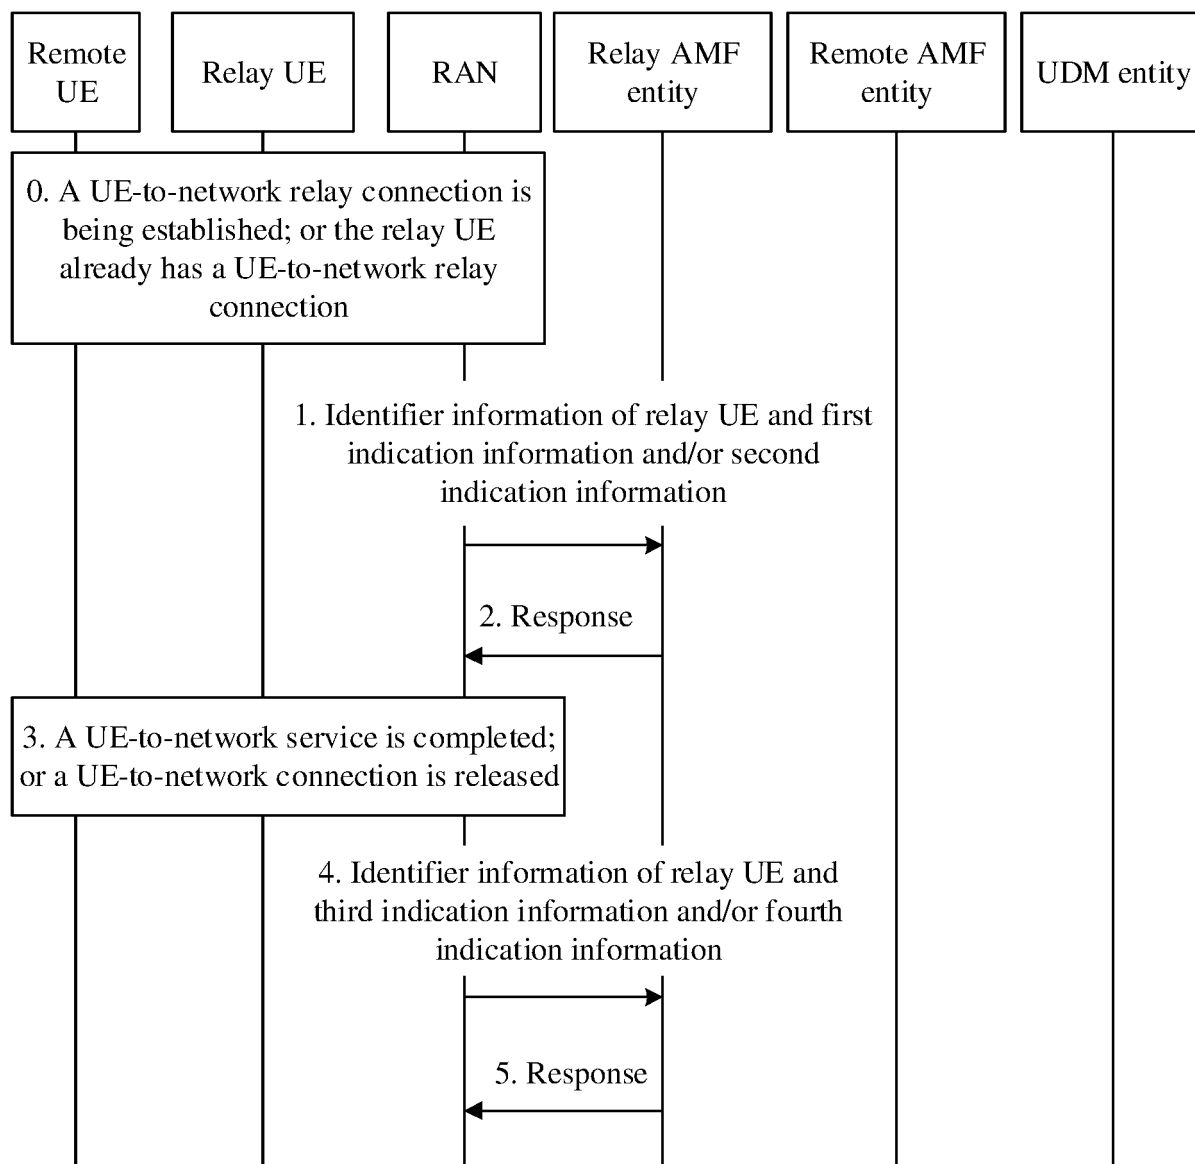 Remote
UE
Relay UE
RAN
Relay AMF
entity
Remote AMF
entity
UDM entity
0. A UE-to-network relay connection is
being established; or the relay UE
already has a UE-to-network relay
connection
1. Identifier information of relay UE and first
indication information and/or second
indication information
2. Response
3. A UE-to-network service is completed;
or a UE-to-network connection is released
4. Identifier information of relay UE and
third indication information and/or fourth
indication information
5. Response